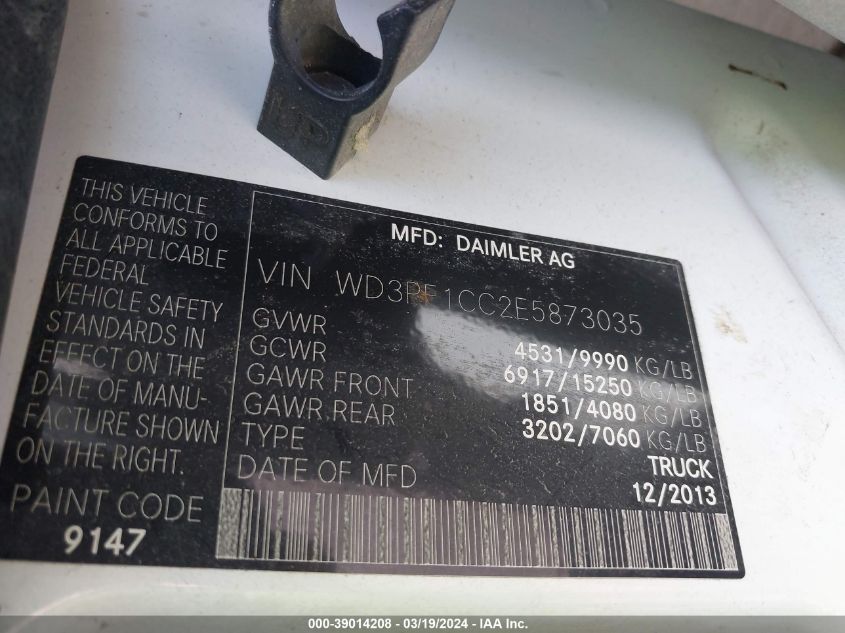 THIS VEHICLE
CONFORMS TO
ALL APPLICABLE
FEDERAL
VEHICLE SAFETY
STANDARDS IN
EFFECT ON THE
DATE OF MANU-
FACTURE SHOWN
ON THE RIGHT.
PAINT CODE
9147
MFD: DAIMLER AG
VIN WD3PF1CC2E5873035
GVWR 4531/9990 KG/LB
GCWR 6917/15250 KG/LB
GAWR FRONT 1851/4080 KG/LB
GAWR REAR 3202/7060 KG/LB
TYPE TRUCK
DATE OF MFD 12/2013
000-39014208 - 03/19/2024 - IAA Inc.